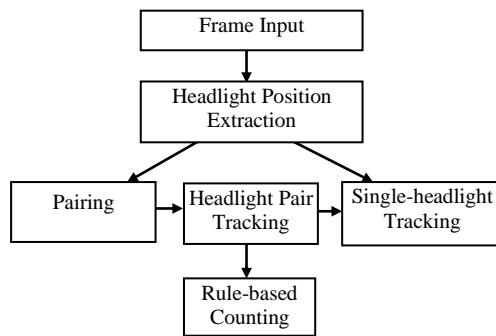 Frame Input
Headlight Position
Extraction
Pairing
Headlight Pair
Tracking
Single-headlight
Tracking
Rule-based
Counting